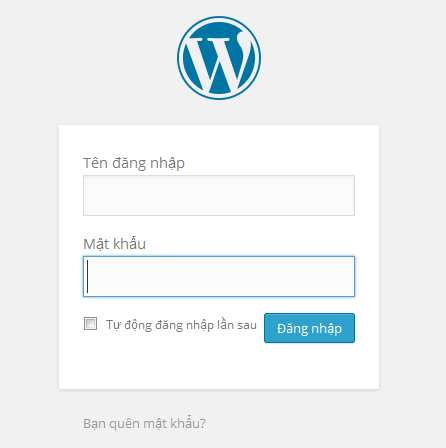 Tên đăng nhập
Mật khẩu
Tự động đăng nhập lần sau
Đăng nhập
Bạn quên mật khẩu?